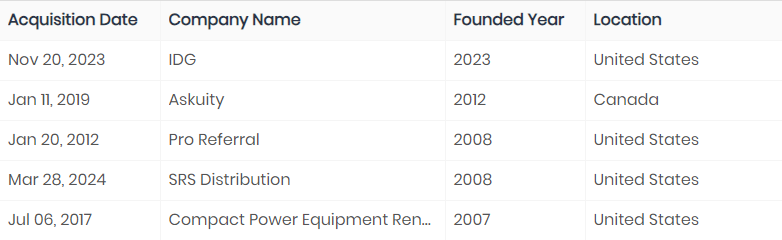 Acquisition Date Company Name Founded Year Location
Nov 20, 2023 IDG 2023 United States
Jan 11, 2019 Askuity 2012 Canada
Jan 20, 2012 Pro Referral 2008 United States
Mar 28, 2024 SRS Distribution 2008 United States
Jul 06, 2017 Compact Power Equipment Ren... 2007 United States